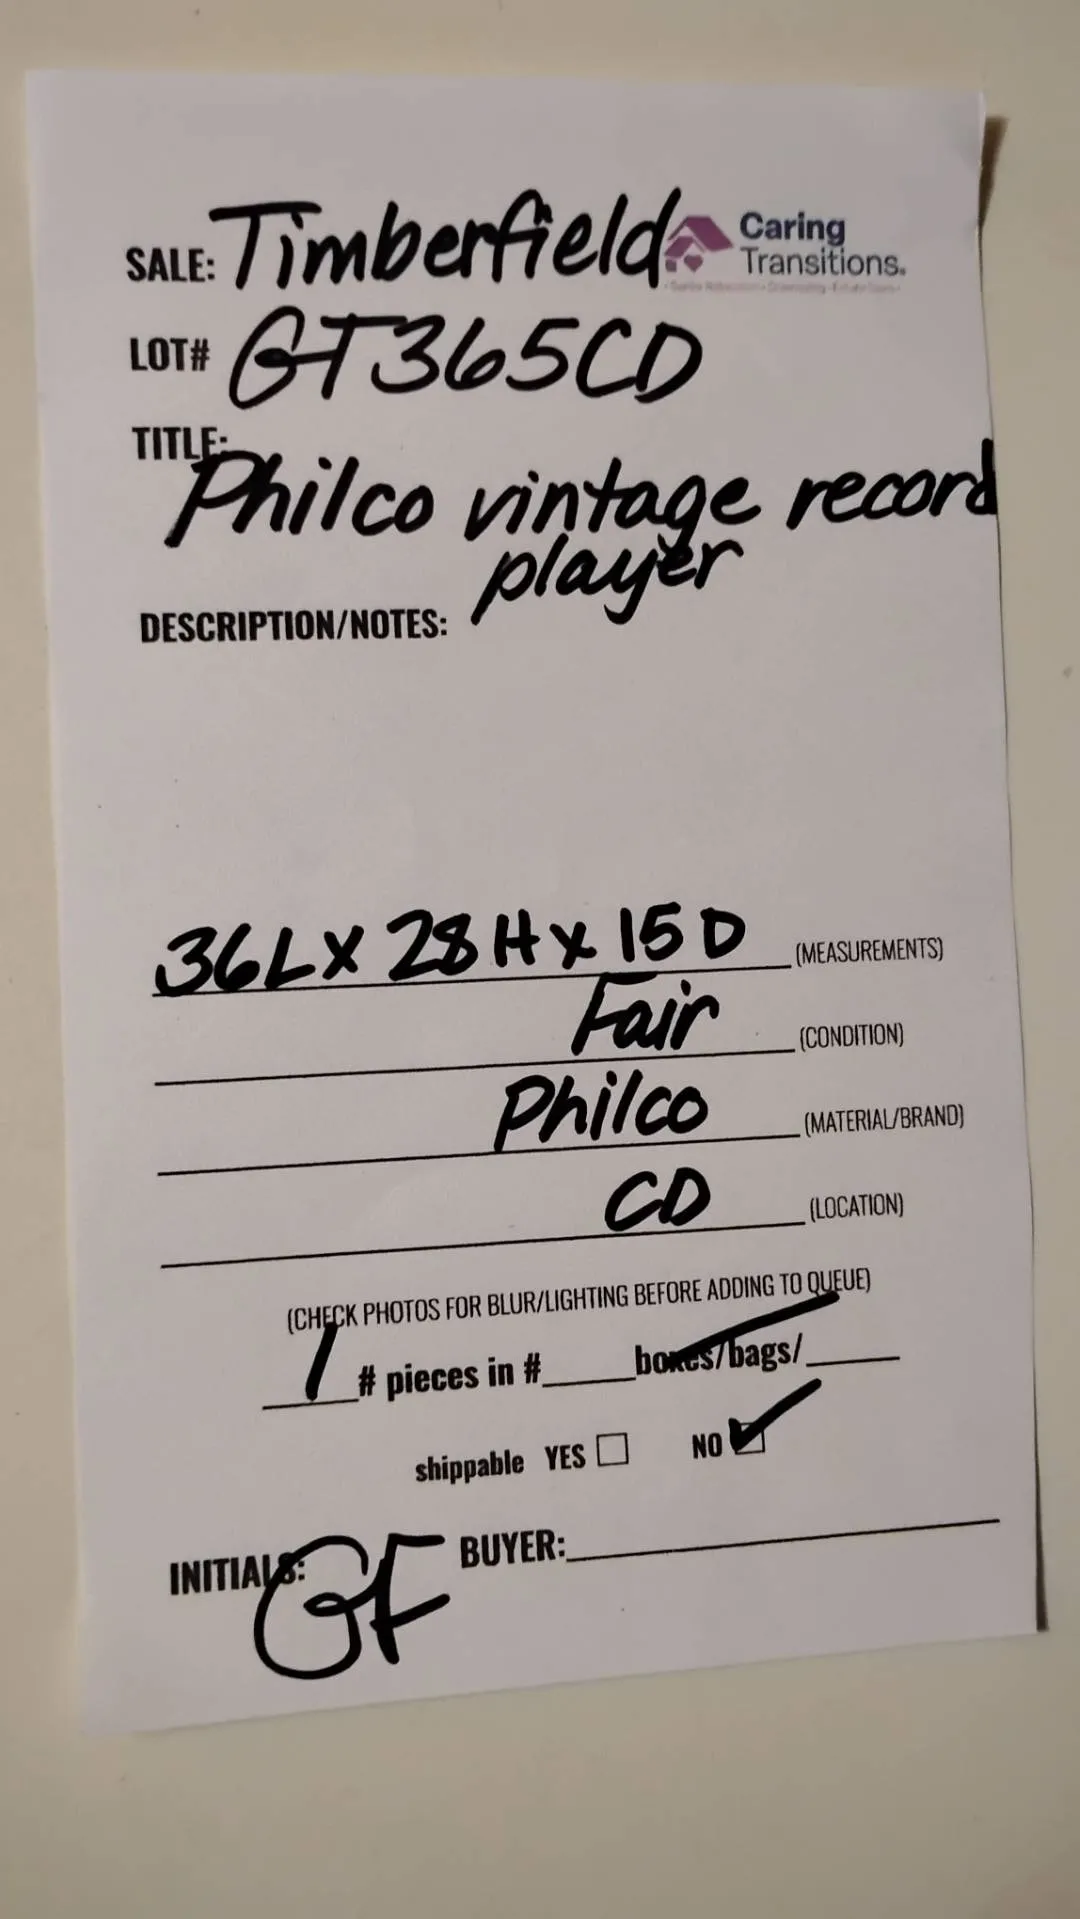 SALE: Timberfield Caring Transitions.
LOT# GT365CD
TITLE:
Philco vintage record
player
DESCRIPTION/NOTES:
36L x 28H x 15D (MEASUREMENTS)
Fair (CONDITION)
Philco (MATERIAL/BRAND)
CD (LOCATION)
(CHECK PHOTOS FOR BLUR/LIGHTING BEFORE ADDING TO QUEUE)
1 # pieces in #_____boxes/bags/_____
shippable YES NO
INITIALS: GF BUYER: